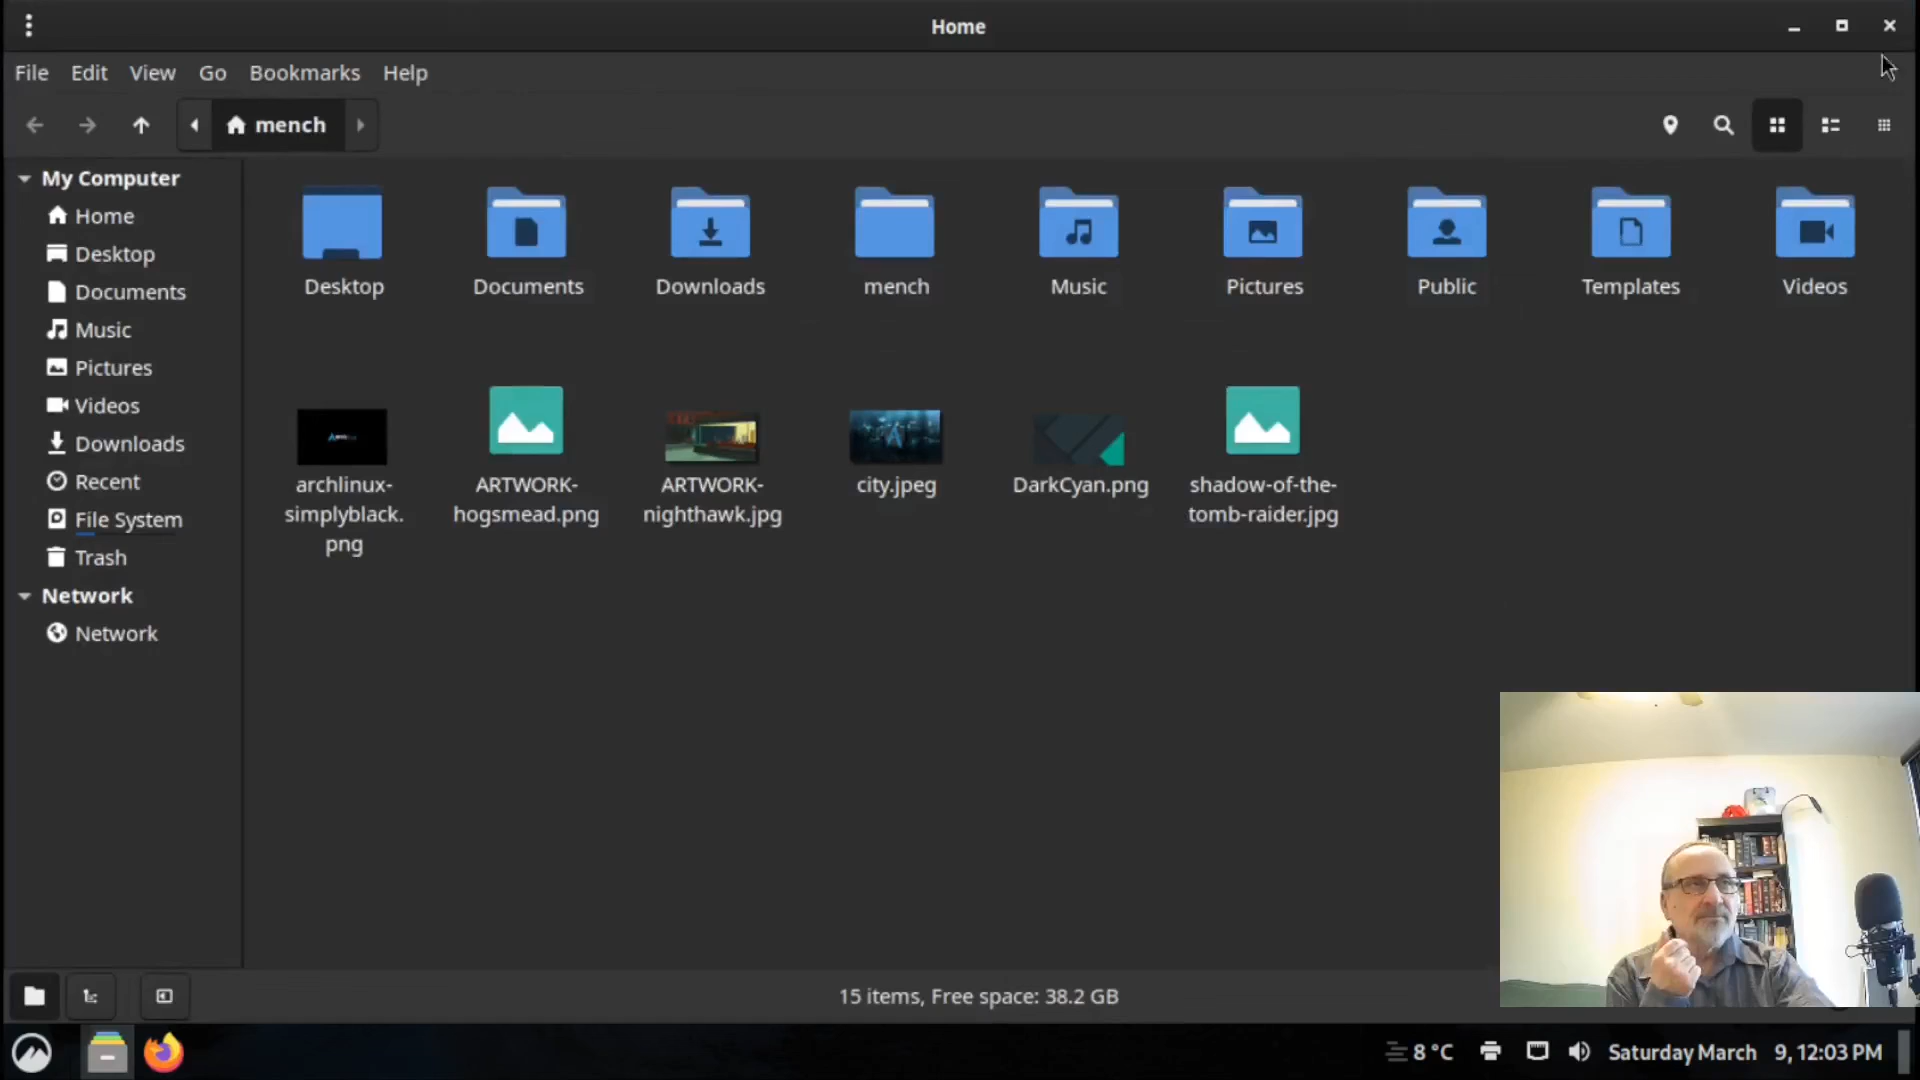 Home
File Edit View Go Bookmarks Help
mench
My Computer
Home
Desktop
Documents
Music
Pictures
Videos
Downloads
Recent
File System
Trash
Network
Network
Desktop Documents Downloads mench Music Pictures Public Templates Videos
archlinux-
simplyblack.
png
ARTWORK-
hogsmead.png
ARTWORK-
nighthawk.jpg
city.jpeg
DarkCyan.png
shadow-of-the-
tomb-raider.jpg
15 items, Free space: 38.2 GB
8 °C Saturday March 9, 12:03 PM